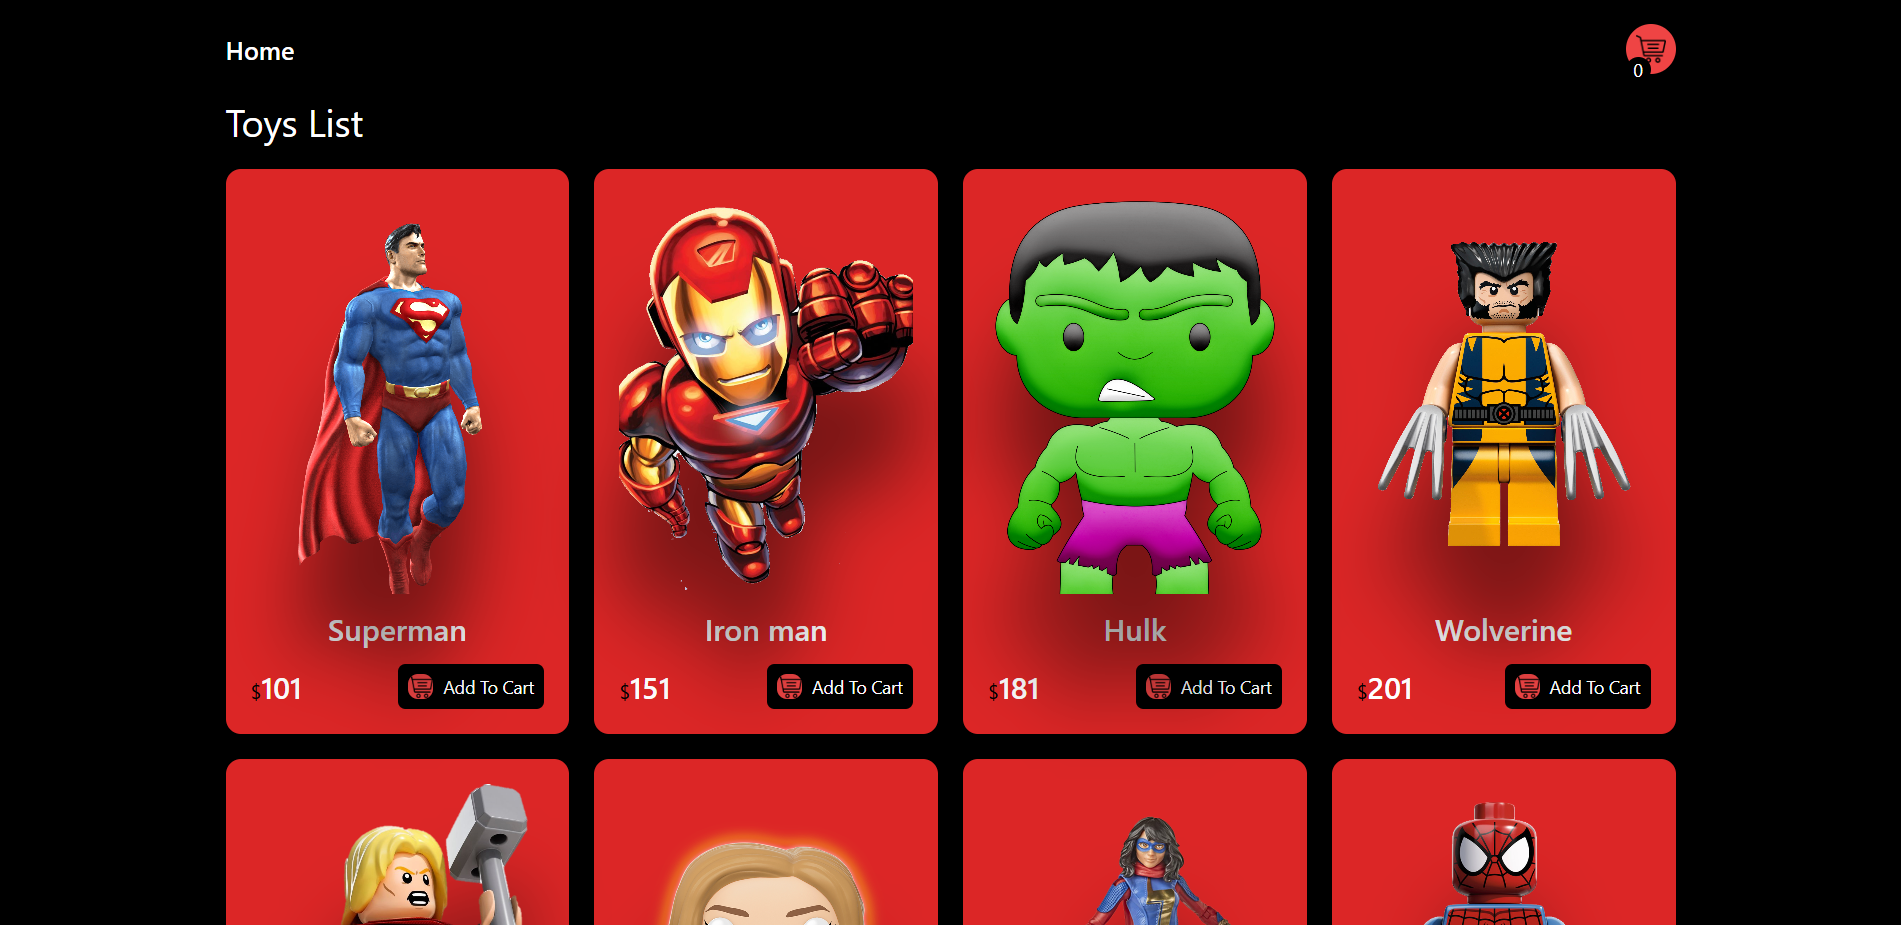 Home
0
Toys List
Superman
$101
Add To Cart
Iron man
$151
Add To Cart
Hulk
$181
Add To Cart
Wolverine
$201
Add To Cart